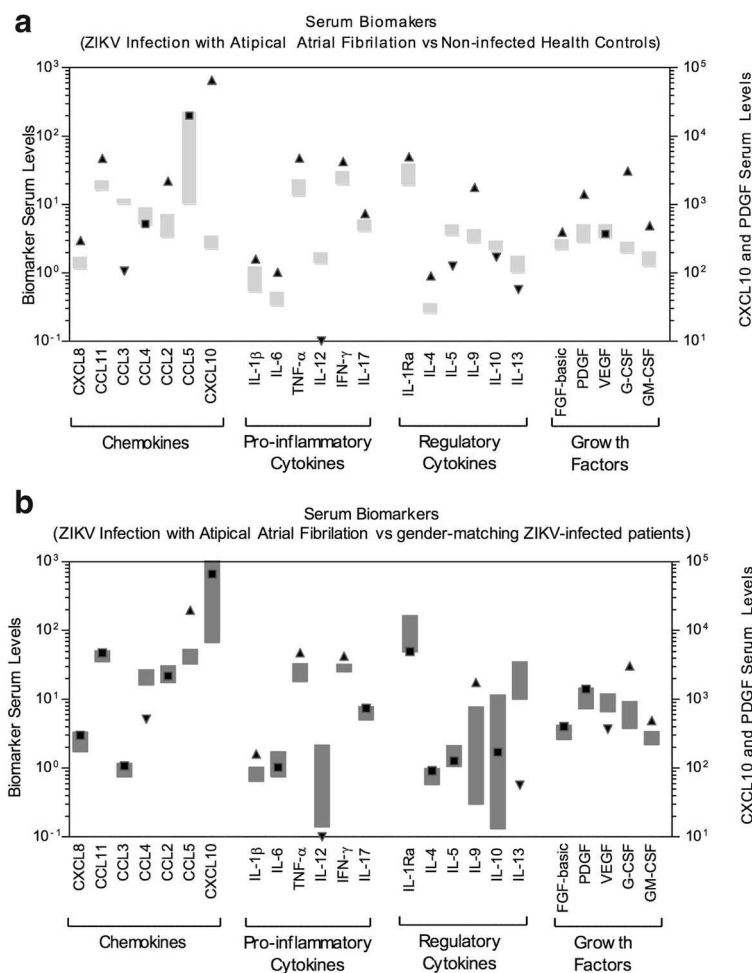 a
Serum Biomakers
(ZIKV Infection with Atipical Atrial Fibrilation vs Non-infected Health Controls)
Biomarker Serum Levels
10³
10²
10¹
10⁰
10⁻¹
10⁵
10⁴
10³
10²
10¹
CXCL10 and PDGF Serum Levels
CXCL8
CCL11
CCL3
CCL4
CCL2
CCL5
CXCL10
IL-1β
IL-6
TNF-α
IL-12
IFN-γ
IL-17
IL-1Ra
IL-4
IL-5
IL-9
IL-10
IL-13
FGF-basic
PDGF
VEGF
G-CSF
GM-CSF
Chemokines
Pro-inflammatory
Cytokines
Regulatory
Cytokines
Growth
Factors
b
Serum Biomarkers
(ZIKV Infection with Atipical Atrial Fibrilation vs gender-matching ZIKV-infected patients)
Biomarker Serum Levels
10³
10²
10¹
10⁰
10⁻¹
10⁵
10⁴
10³
10²
10¹
CXCL10 and PDGF Serum Levels
CXCL8
CCL11
CCL3
CCL4
CCL2
CCL5
CXCL10
IL-1β
IL-6
TNF-α
IL-12
IFN-γ
IL-17
IL-1Ra
IL-4
IL-5
IL-9
IL-10
IL-13
FGF-basic
PDGF
VEGF
G-CSF
GM-CSF
Chemokines
Pro-inflammatory
Cytokines
Regulatory
Cytokines
Growth
Factors